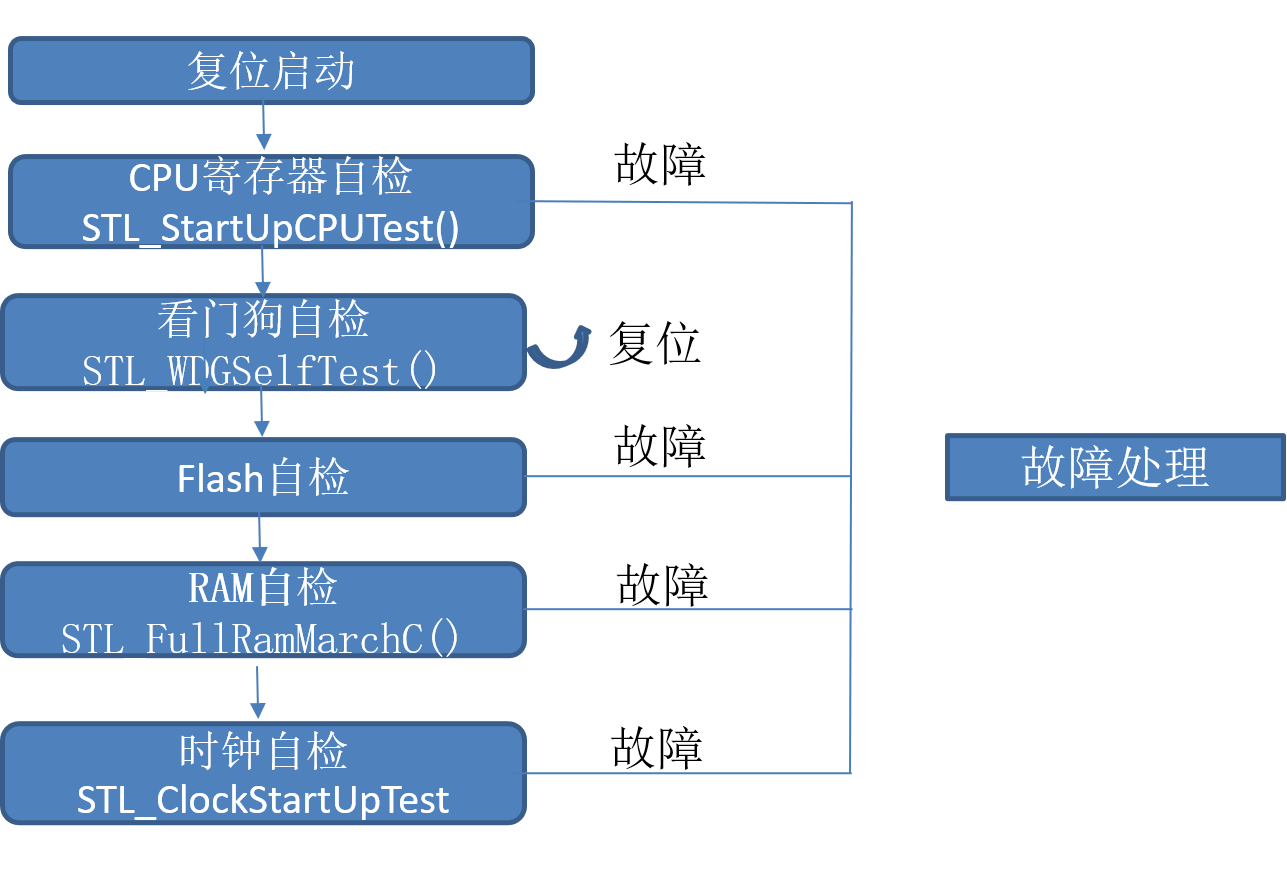 复位启动
CPU寄存器自检
STL_StartUpCPUTest()
故障
看门狗自检
STL_WDGSelfTest()
复位
Flash自检
故障
故障处理
RAM自检
STL_FullRamMarchC()
故障
时钟自检
STL_ClockStartUpTest
故障